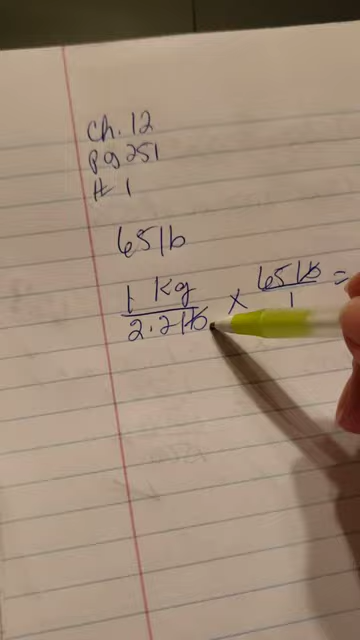 Ch. 12
pg 251
# 1
65 lb
1 kg
2.2 lb
x
65 lb
1
=